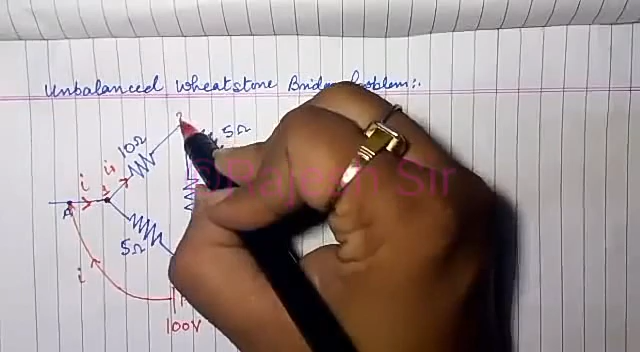 Unbalanced Wheatstone Bridge Problem:-
10Ω
5Ω
i₁
i
©Rajesh Sir
A
5Ω
i
100V